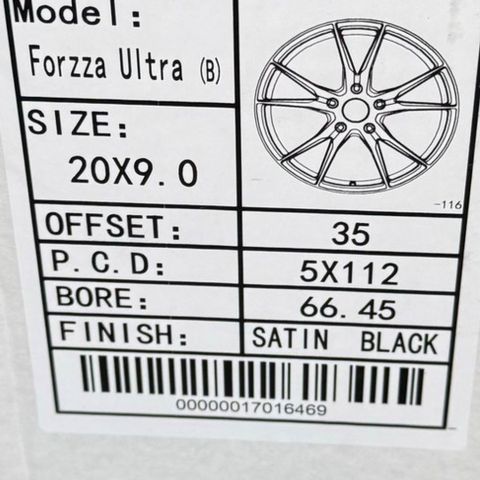 Model:
Forzza Ultra (B)
SIZE:
20X9.0
-116
OFFSET: 35
P.C.D: 5X112
BORE: 66.45
FINISH: SATIN BLACK
00000017016469